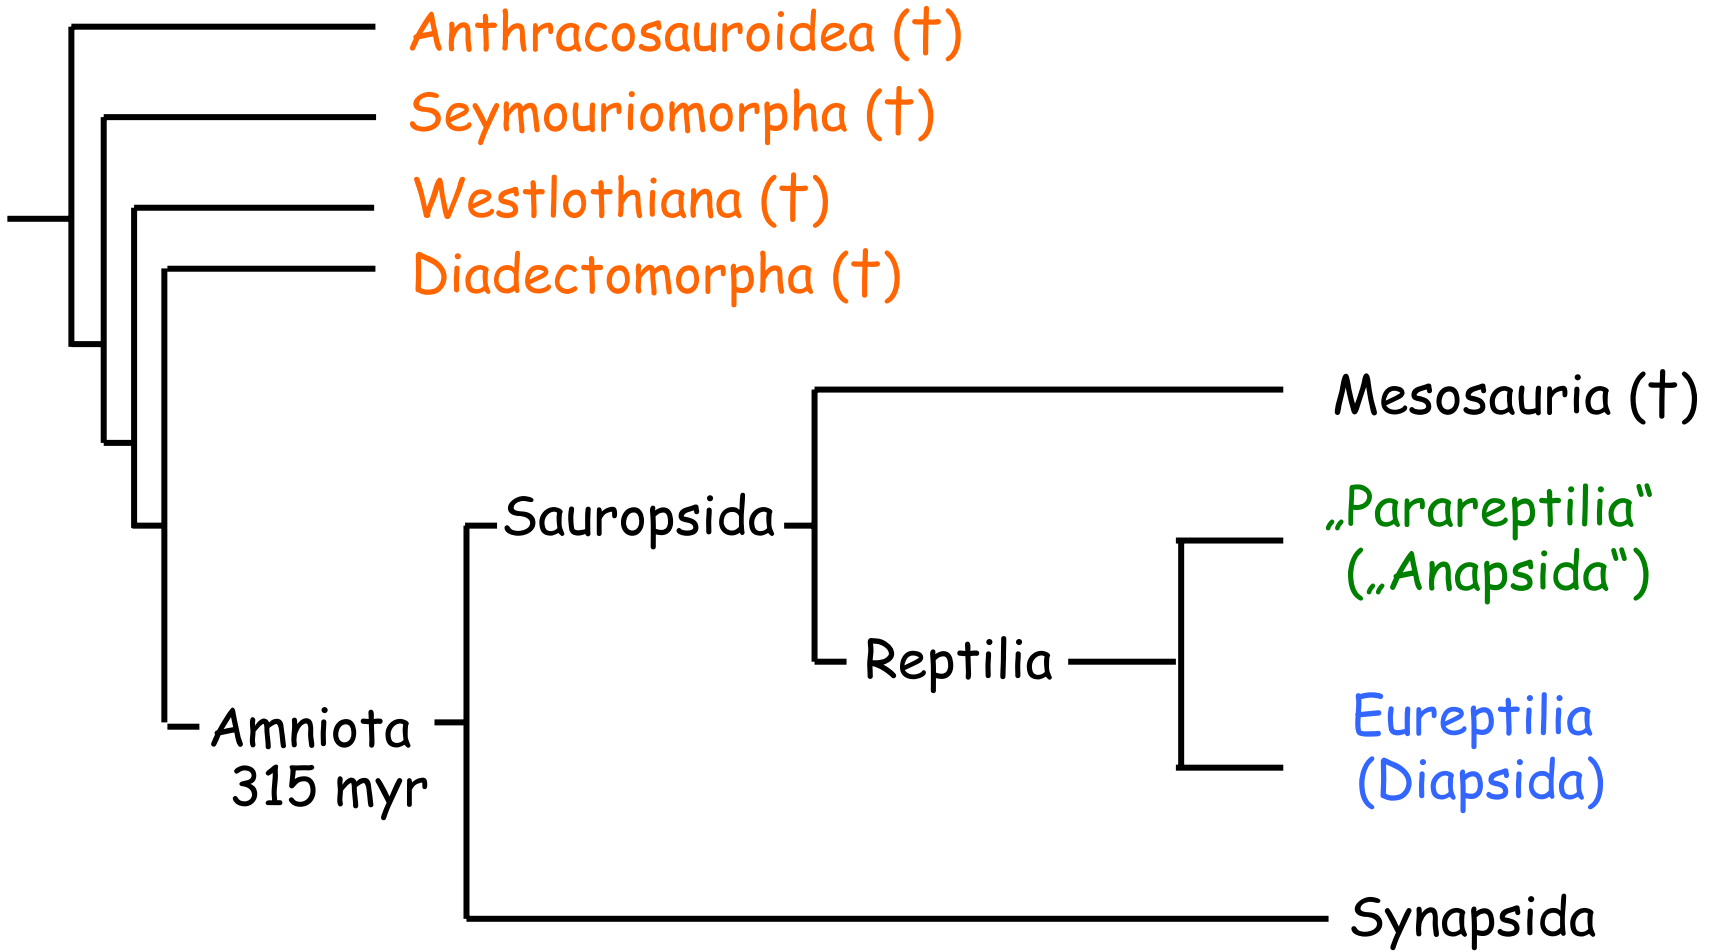 Anthracosauroidea (†)
Seymouriomorpha (†)
Westlothiana (†)
Diadectomorpha (†)
Mesosauria (†)
„Parareptilia“
(„Anapsida“)
Sauropsida
Reptilia
Eureptilia
(Diapsida)
Amniota
315 myr
Synapsida